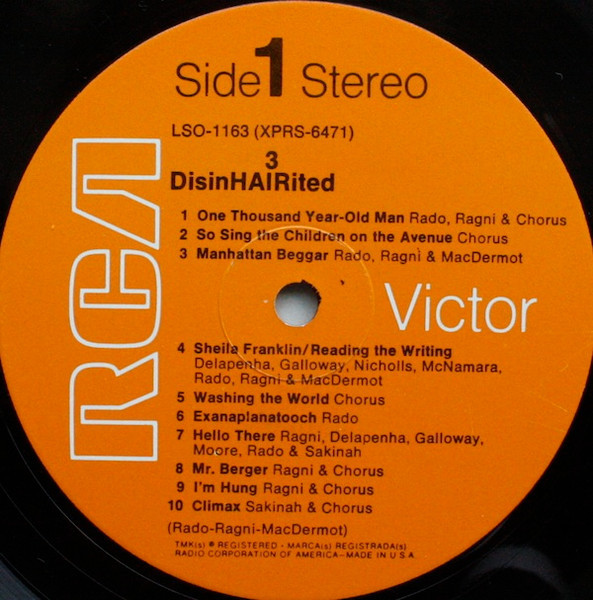 Side 1 Stereo
LSO-1163 (XPRS-6471)
3
DisinHAIRited
1 One Thousand Year-Old Man Rado, Ragni & Chorus
2 So Sing the Children on the Avenue Chorus
3 Manhattan Beggar Rado, Ragni & MacDermot
RCA
Victor
4 Sheila Franklin/Reading the Writing
Delapenha, Galloway, Nicholls, McNamara,
Rado, Ragni & MacDermot
5 Washing the World Chorus
6 Exanaplanatooch Rado
7 Hello There Ragni, Delapenha, Galloway,
Moore, Rado & Sakinah
8 Mr. Berger Ragni & Chorus
9 I'm Hung Ragni & Chorus
10 Climax Sakinah & Chorus
(Rado-Ragni-MacDermot)
TMK(s) ® REGISTERED - MARCA(s) REGISTRADA(s)
RADIO CORPORATION OF AMERICA—MADE IN U.S.A.